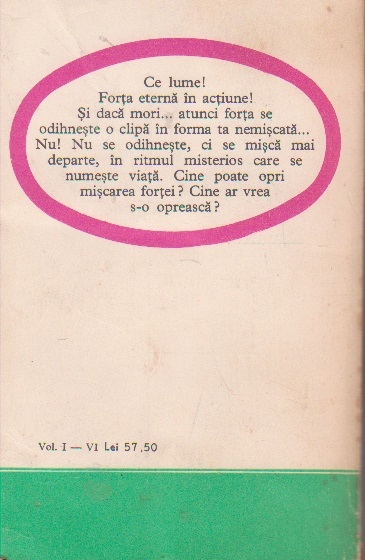 Ce lume!
Forța eternă în acțiune!
Și dacă mori... atunci forța se
odihnește o clipă în forma ta nemișcată...
Nu! Nu se odihnește, ci se mișcă mai
departe, în ritmul misterios care se
numește viață. Cine poate opri
mișcarea forței? Cine ar vrea
s-o oprească?
Vol. I — VI Lei 57,50